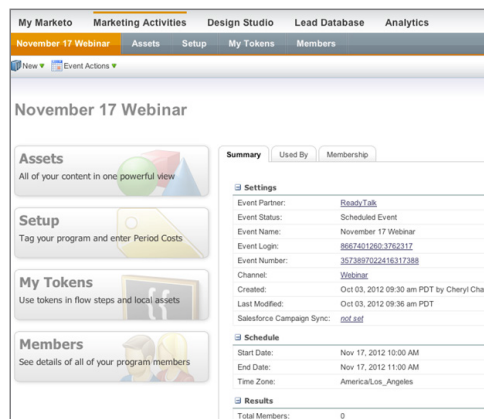 My Marketo Marketing Activities Design Studio Lead Database Analytics
November 17 Webinar Assets Setup My Tokens Members
New Event Actions
November 17 Webinar
Assets
All of your content in one powerful view
Setup
Tag your program and enter Period Costs
My Tokens
Use tokens in flow steps and local assets
Members
See details of all of your program members
Summary Used By Membership
Settings
Event Partner: ReadyTalk
Event Status: Scheduled Event
Event Name: November 17 Webinar
Event Login: 8667401260:3762317
Event Number: 3573897022416317388
Channel: Webinar
Created: Oct 03, 2012 09:30 am PDT by Cheryl Cha
Last Modified: Oct 03, 2012 09:36 am PDT
Salesforce Campaign Sync: not set
Schedule
Start Date: Nov 17, 2012 10:00 AM
End Date: Nov 17, 2012 11:00 AM
Time Zone: America/Los_Angeles
Results
Total Members: 0